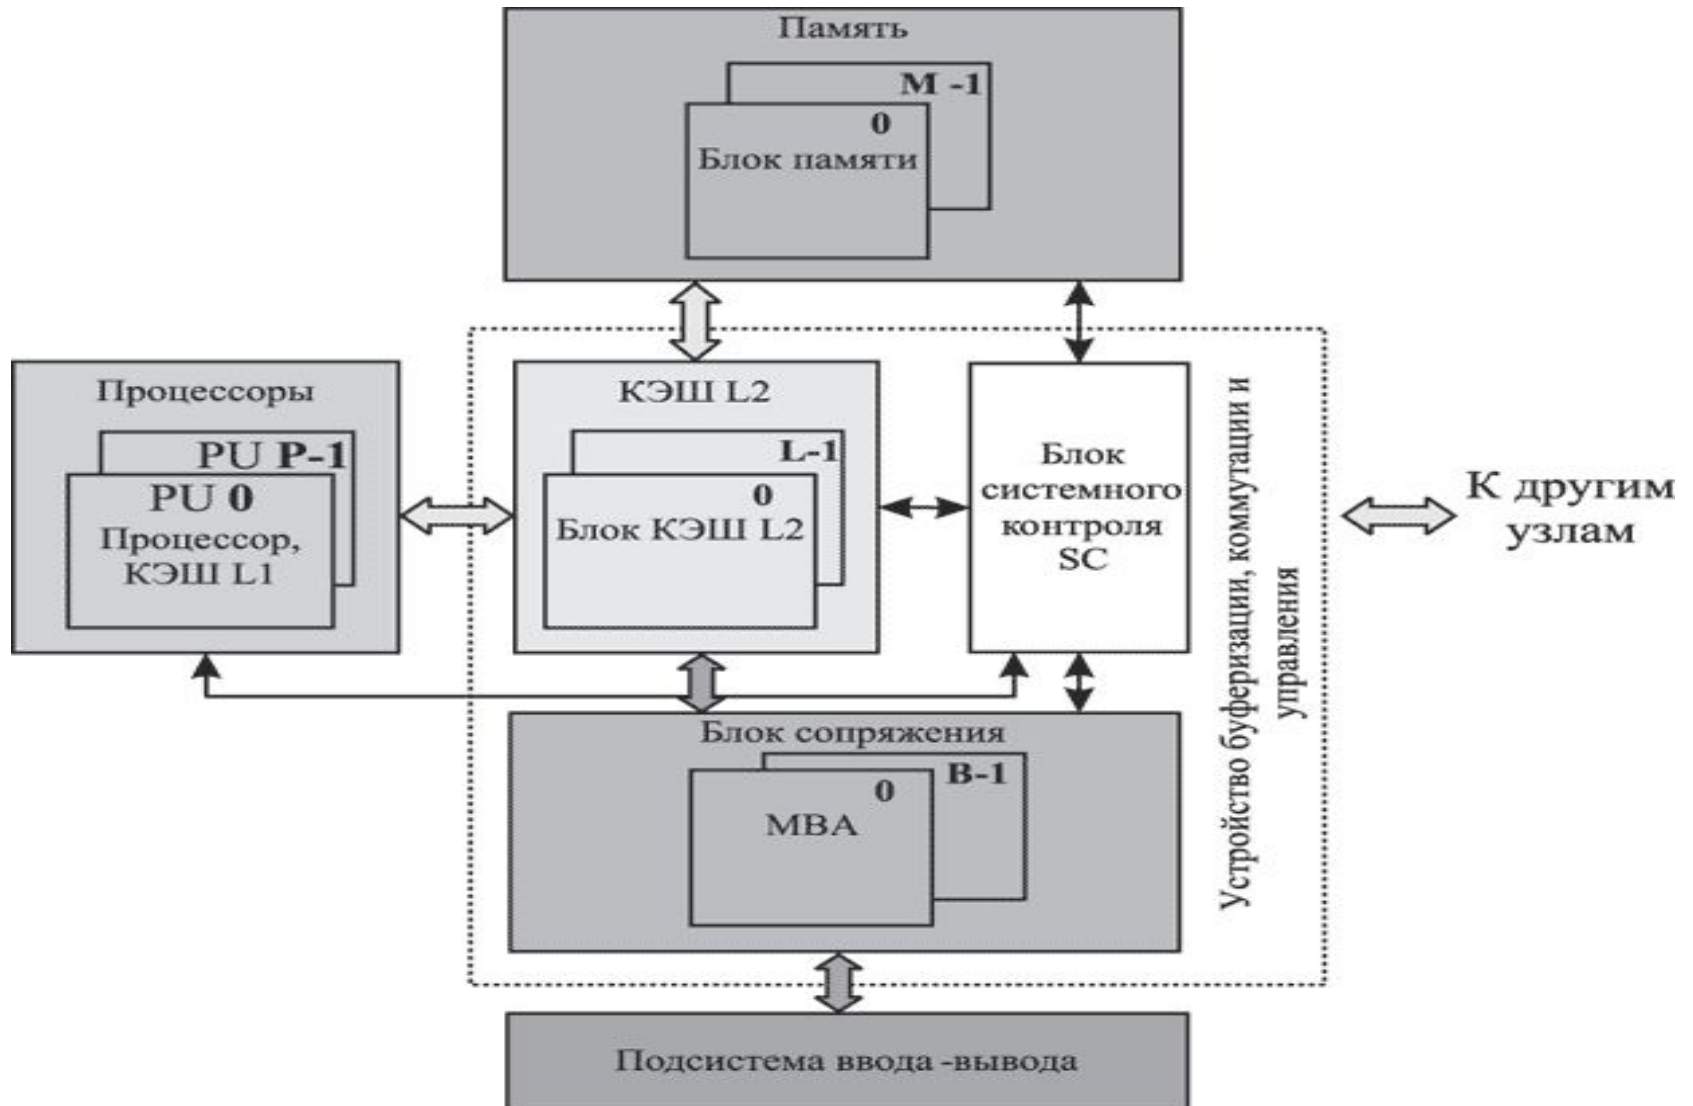 Память
M -1
0
Блок памяти
Процессоры
PU P-1
PU 0
Процессор,
КЭШ L1
КЭШ L2
L-1
0
Блок КЭШ L2
Блок
системного
контроля
SC
Устройство буферизации, коммутации и
управления
К другим
узлам
Блок сопряжения
B-1
0
MBA
Подсистема ввода -вывода